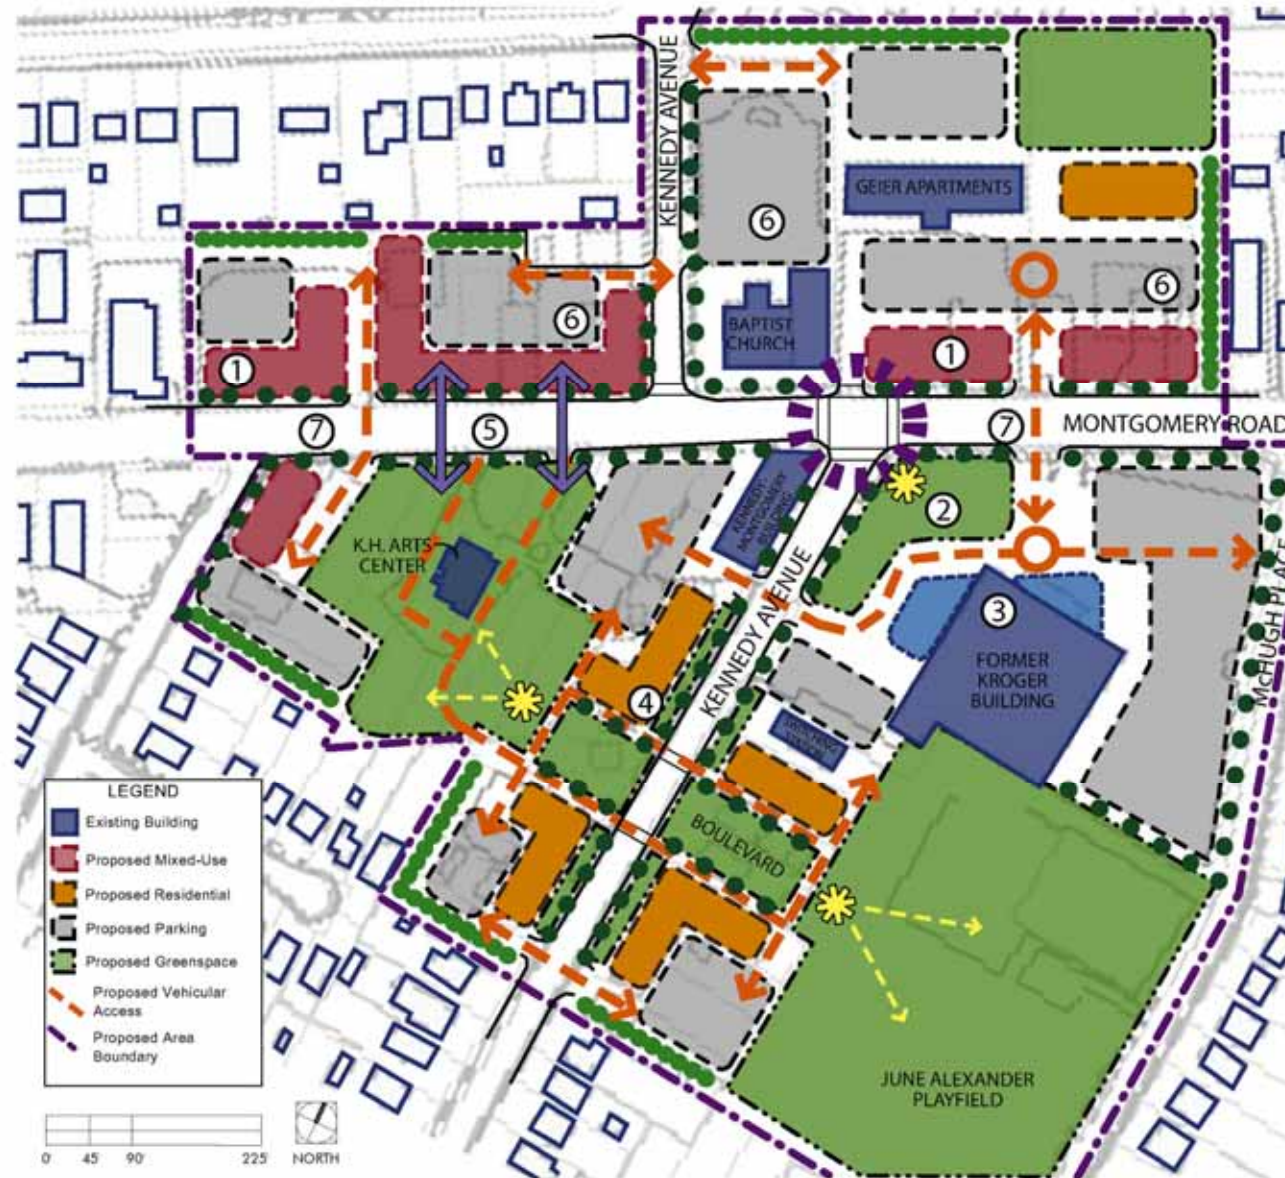 KENNEDY AVENUE
GEIER APARTMENTS
6
6
6
BAPTIST
CHURCH
1
1
7
5
7
MONTGOMERY ROAD
KENNEDY-
MONTGOMERY
BUILDING
2
K.H. ARTS
CENTER
KENNEDY AVENUE
3
FORMER
KROGER
BUILDING
McHUGH PLACE
4
SWITCHING
STATION
BOULEVARD
LEGEND
Existing Building
Proposed Mixed-Use
Proposed Residential
Proposed Parking
Proposed Greenspace
Proposed Vehicular
Access
Proposed Area
Boundary
JUNE ALEXANDER
PLAYFIELD
0 45 90 225
NORTH